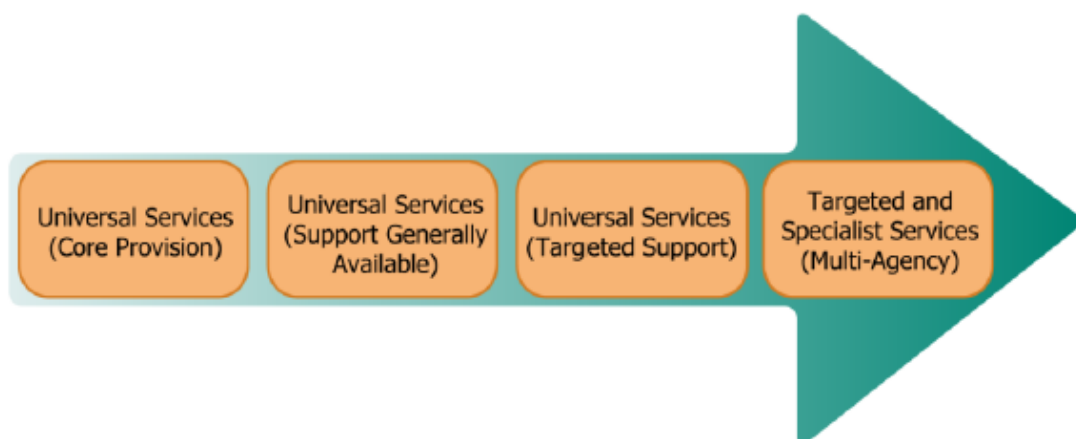 Universal Services
(Core Provision)
Universal Services
(Support Generally
Available)
Universal Services
(Targeted Support)
Targeted and
Specialist Services
(Multi-Agency)